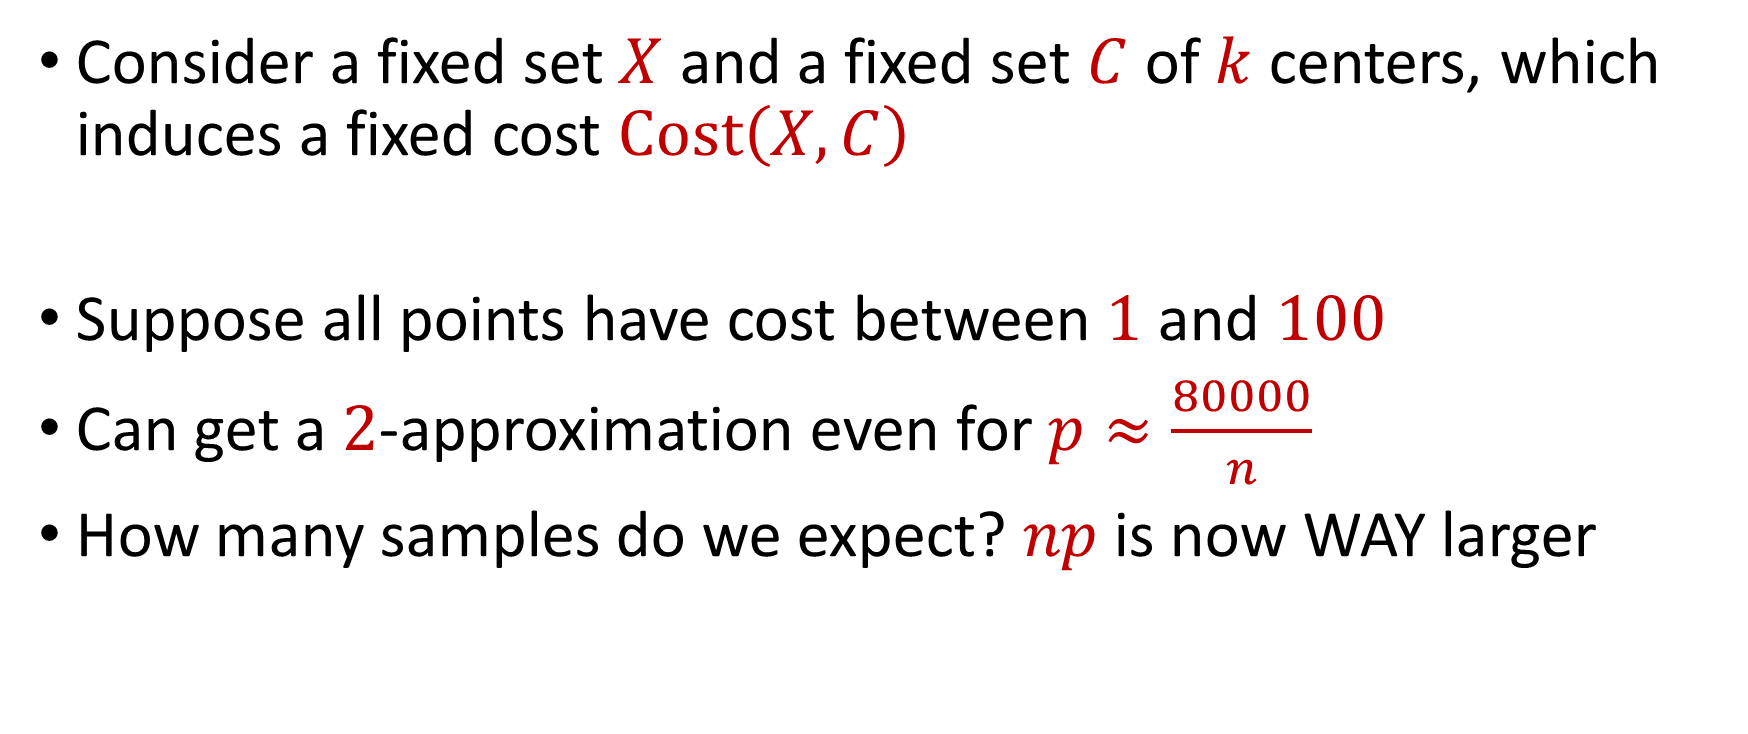 • Consider a fixed set X and a fixed set C of k centers, which
induces a fixed cost Cost(X, C)
• Suppose all points have cost between 1 and 100
• Can get a 2-approximation even for p ≈ 80000/n
• How many samples do we expect? np is now WAY larger